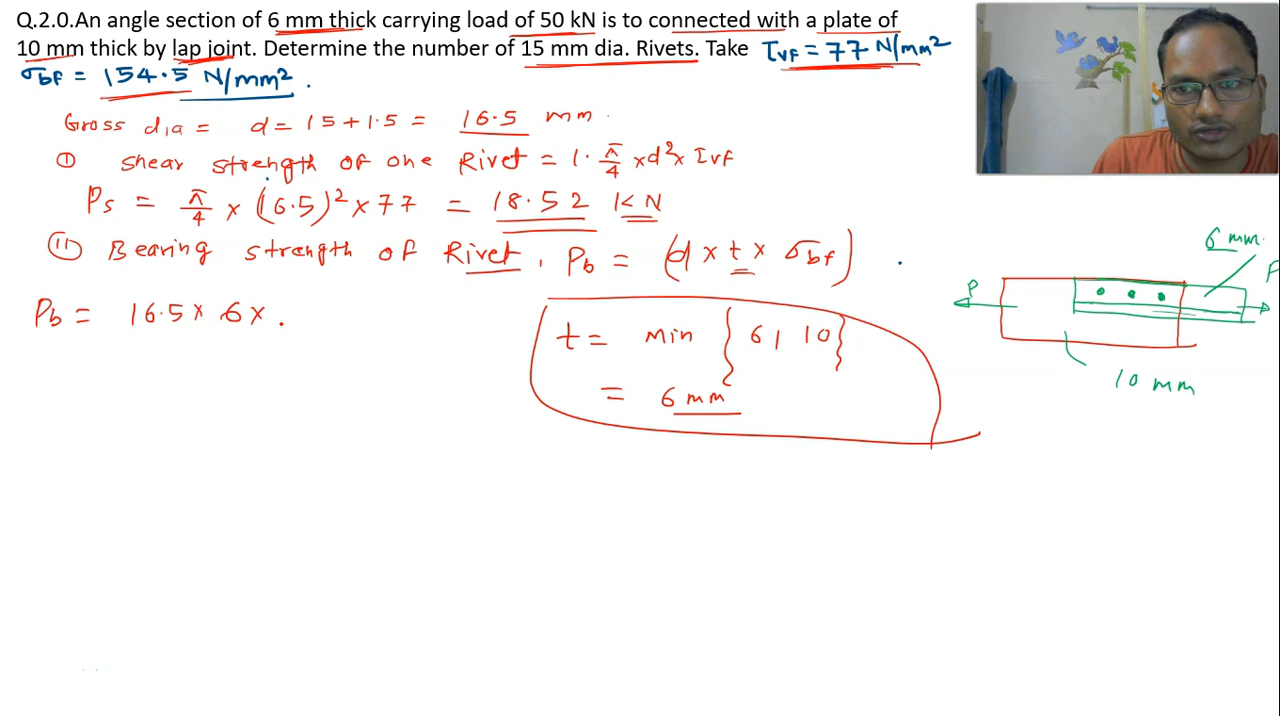 Q.2.0.An angle section of 6 mm thick carrying load of 50 kN is to connected with a plate of
10 mm thick by lap joint. Determine the number of 15 mm dia. Rivets. Take τvf = 77 N/mm²
σbf = 154.5 N/mm².
Gross dia = d = 15 + 1.5 = 16.5 mm.
① Shear strength of one Rivet = 1. π/4 × d² × τvf
Ps = π/4 × (16.5)² × 77 = 18.52 KN
② Bearing strength of Rivet, Pb = (d × t × σbf)
Pb = 16.5 × 6 × .
t = min {6, 10}
= 6 mm
6 mm.
P
P
10 mm